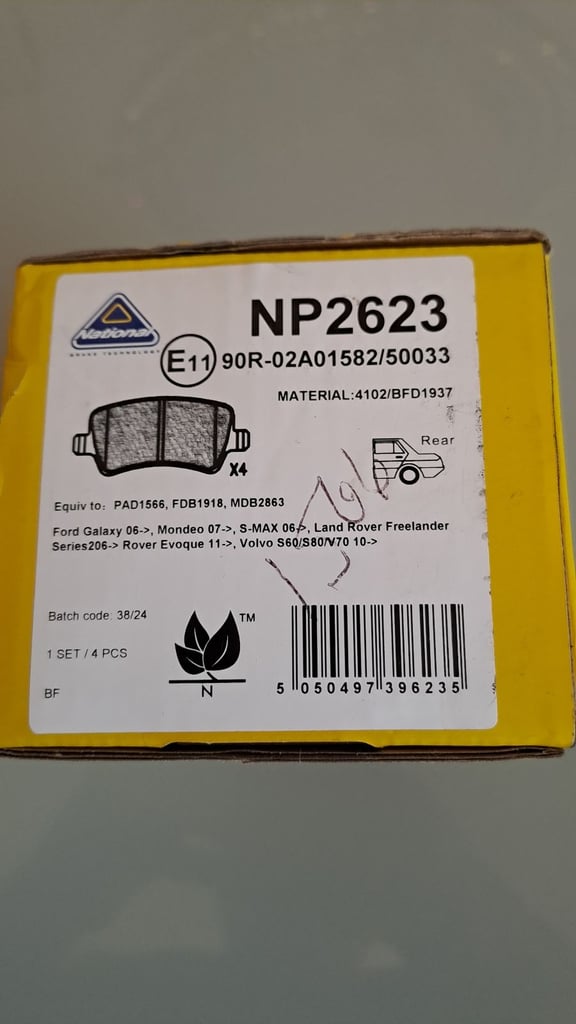 National
BRAKE TECHNOLOGY
NP2623
E11 90R-02A01582/50033
MATERIAL:4102/BFD1937
X4
Rear
Equiv to: PAD1566, FDB1918, MDB2863
Ford Galaxy 06->, Mondeo 07->, S-MAX 06->, Land Rover Freelander
Series206-> Rover Evoque 11->, Volvo S60/S80/V70 10->
Batch code: 38/24
TM
1 SET / 4 PCS
N
BF
5 050497 396235